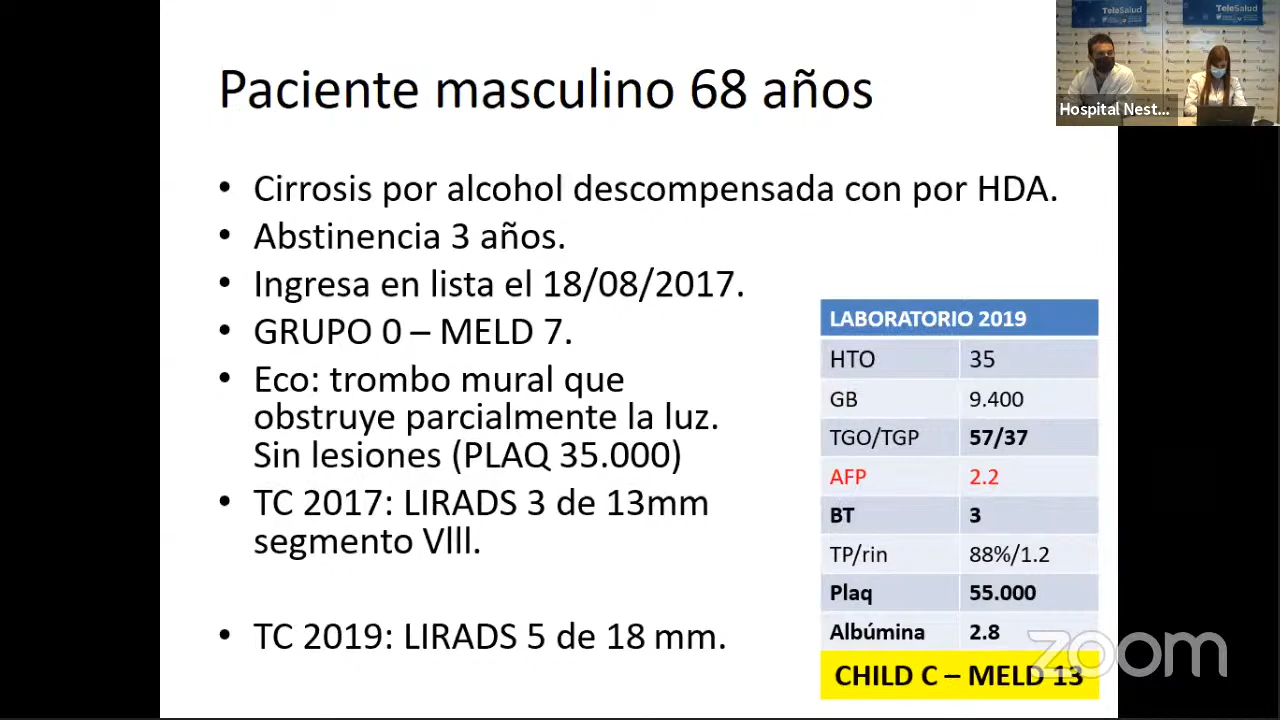 Paciente masculino 68 años
TeleSalud
TeleSalud
Hospital Nest...
• Cirrosis por alcohol descompensada con por HDA.
• Abstinencia 3 años.
• Ingresa en lista el 18/08/2017.
• GRUPO 0 – MELD 7.
• Eco: trombo mural que
obstruye parcialmente la luz.
Sin lesiones (PLAQ 35.000)
• TC 2017: LIRADS 3 de 13mm
segmento Vlll.
• TC 2019: LIRADS 5 de 18 mm.
LABORATORIO 2019
HTO 35
GB 9.400
TGO/TGP 57/37
AFP 2.2
BT 3
TP/rin 88%/1.2
Plaq 55.000
Albúmina 2.8
CHILD C – MELD 13
zoom